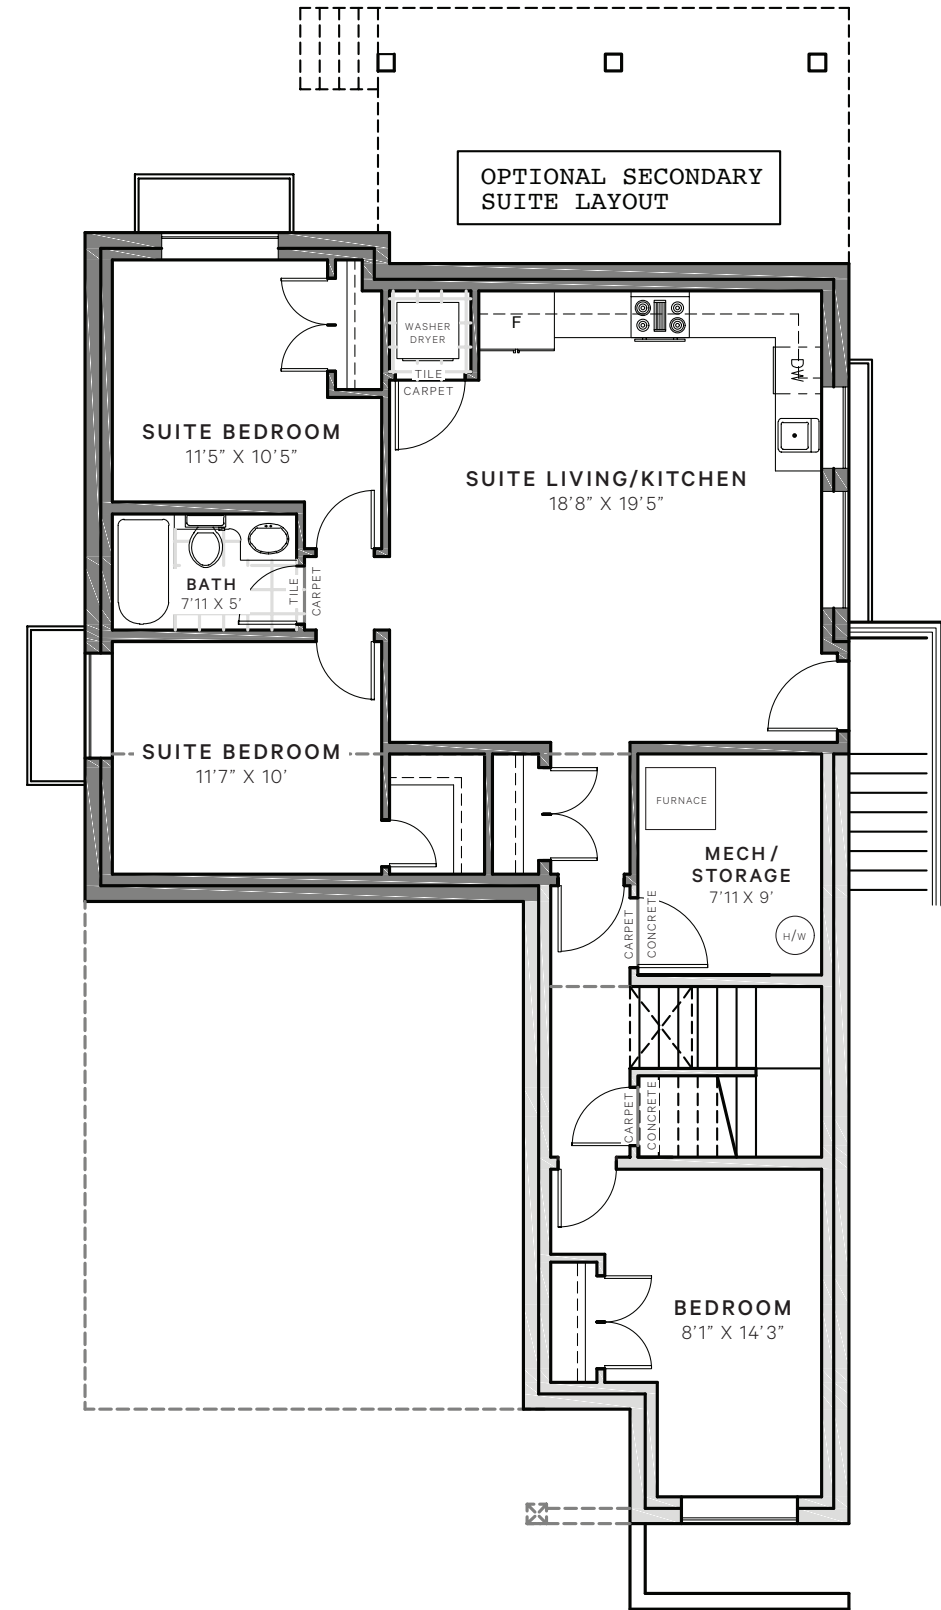 OPTIONAL SECONDARY
SUITE LAYOUT
WASHER
DRYER
TILE
CARPET
F
DW
SUITE BEDROOM
11'5" X 10'5"
SUITE LIVING/KITCHEN
18'8" X 19'5"
BATH
7'11 X 5'
TILE
CARPET
SUITE BEDROOM
11'7" X 10'
FURNACE
MECH/
STORAGE
7'11 X 9'
H/W
CARPET
CONCRETE
CARPET
CONCRETE
BEDROOM
8'1" X 14'3"